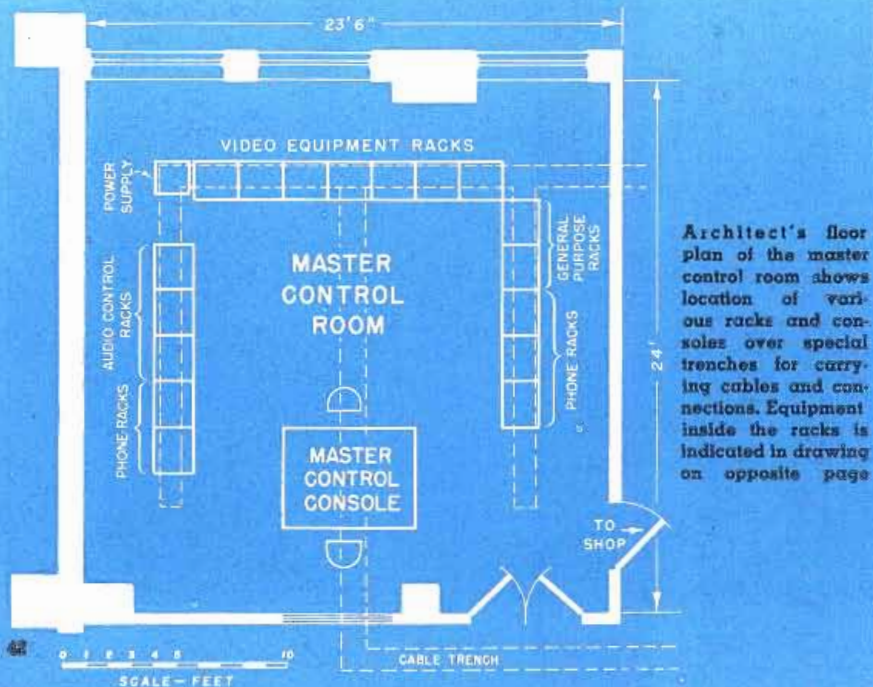 23'6"
VIDEO EQUIPMENT RACKS
POWER
SUPPLY
AUDIO CONTROL
RACKS
PHONE RACKS
MASTER
CONTROL
ROOM
GENERAL
PURPOSE
RACKS
PHONE RACKS
24'
MASTER
CONTROL
CONSOLE
TO
SHOP
CABLE TRENCH
0 1 2 3 4 5 10
SCALE—FEET
Architect's floor
plan of the master
control room shows
location of vari-
ous racks and con-
soles over special
trenches for carry-
ing cables and con-
nections. Equipment
inside the racks is
indicated in drawing
on opposite page